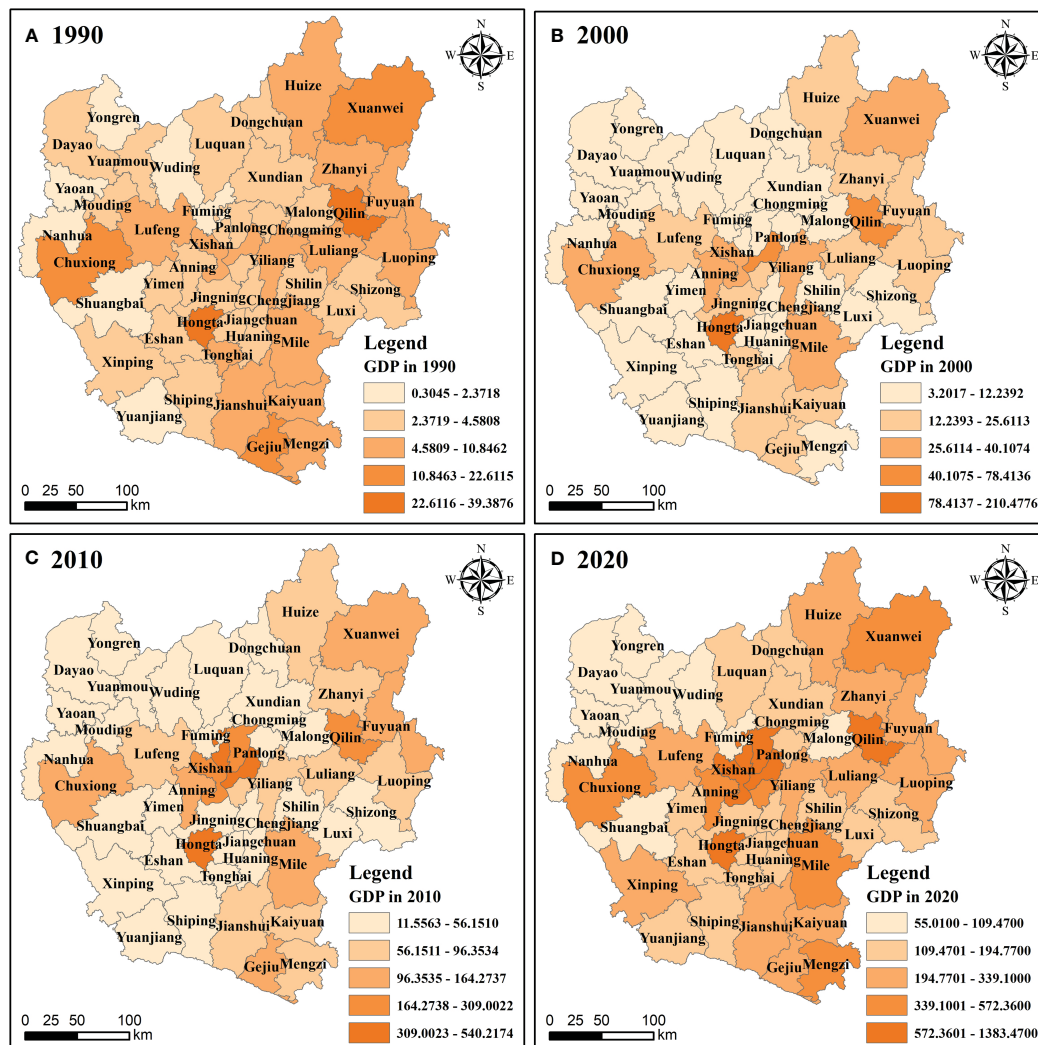 A 1990
N
W E
S
Huize
Xuanwei
Yongren
Dongchuan
Dayao
Luquan
Yuanmou
Wuding
Zhanyi
Xundian
Yaoan
Mouding
Fuming
Malong
Qilin
Fuyuan
Panlong
Lufeng
Chongming
Nanhua
Xishan
Luliang
Chuxiong
Anning
Yiliang
Luoping
Yimen
Shilin
Shuangbai
Jingning
Chengjiang
Shizong
Luxi
Hongta
Jiangchuan
Eshan
Huaning
Mile
Tonghai
Xinping
Shiping
Jianshui
Kaiyuan
Yuanjiang
Gejiu
Mengzi
Legend
GDP in 1990
0.3045 - 2.3718
2.3719 - 4.5808
4.5809 - 10.8462
10.8463 - 22.6115
22.6116 - 39.3876
0 25 50 100
km
B 2000
N
W E
S
Huize
Xuanwei
Yongren
Dongchuan
Dayao
Luquan
Yuanmou
Wuding
Zhanyi
Xundian
Yaoan
Chongming
Mouding
Fuming
Malong
Qilin
Fuyuan
Panlong
Lufeng
Nanhua
Xishan
Luliang
Chuxiong
Anning
Yiliang
Luoping
Yimen
Shilin
Shuangbai
Jingning
Chengjiang
Shizong
Luxi
Hongta
Jiangchuan
Eshan
Huaning
Mile
Tonghai
Xinping
Shiping
Jianshui
Kaiyuan
Yuanjiang
Gejiu
Mengzi
Legend
GDP in 2000
3.2017 - 12.2392
12.2393 - 25.6113
25.6114 - 40.1074
40.1075 - 78.4136
78.4137 - 210.4776
0 25 50 100
km
C 2010
N
W E
S
Huize
Xuanwei
Yongren
Dongchuan
Dayao
Luquan
Yuanmou
Wuding
Zhanyi
Xundian
Yaoan
Chongming
Mouding
Fuming
Malong
Qilin
Fuyuan
Panlong
Lufeng
Nanhua
Xishan
Luliang
Chuxiong
Anning
Yiliang
Luoping
Yimen
Shilin
Shuangbai
Jingning
Chengjiang
Shizong
Luxi
Hongta
Jiangchuan
Eshan
Huaning
Mile
Tonghai
Xinping
Shiping
Jianshui
Kaiyuan
Yuanjiang
Gejiu
Mengzi
Legend
GDP in 2010
11.5563 - 56.1510
56.1511 - 96.3534
96.3535 - 164.2737
164.2738 - 309.0022
309.0023 - 540.2174
0 25 50 100
km
D 2020
N
W E
S
Huize
Xuanwei
Yongren
Dongchuan
Dayao
Luquan
Yuanmou
Wuding
Zhanyi
Xundian
Yaoan
Chongming
Mouding
Fuming
Malong
Qilin
Fuyuan
Panlong
Lufeng
Nanhua
Xishan
Luliang
Chuxiong
Anning
Yiliang
Luoping
Yimen
Shilin
Shuangbai
Jingning
Chengjiang
Shizong
Luxi
Hongta
Jiangchuan
Eshan
Huaning
Mile
Tonghai
Xinping
Shiping
Jianshui
Kaiyuan
Yuanjiang
Gejiu
Mengzi
Legend
GDP in 2020
55.0100 - 109.4700
109.4701 - 194.7700
194.7701 - 339.1000
339.1001 - 572.3600
572.3601 - 1383.4700
0 25 50 100
km